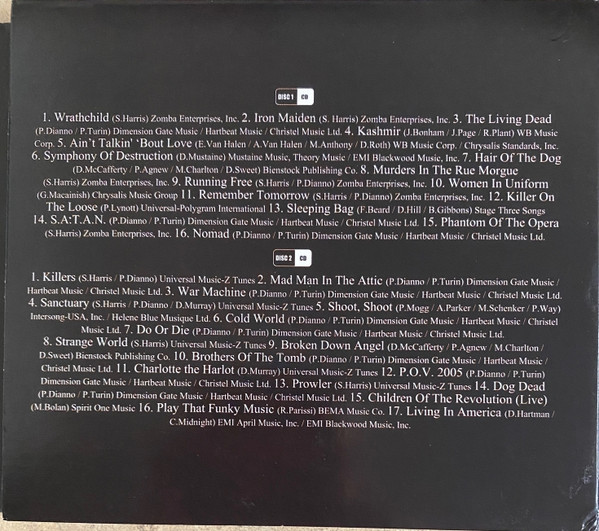 DISC 1 CD
1. Wrathchild (S.Harris) Zomba Enterprises, Inc. 2. Iron Maiden (S. Harris) Zomba Enterprises, Inc. 3. The Living Dead
(P.Dianno / P.Turin) Dimension Gate Music / Hartbeat Music / Christel Music Ltd. 4. Kashmir (J.Bonham / J.Page / R.Plant) WB Music
Corp. 5. Ain't Talkin' ‘Bout Love (E.Van Halen / A.Van Halen / M.Anthony / D.Roth) WB Music Corp. / Chrysalis Standards, Inc.
6. Symphony Of Destruction (D.Mustaine) Mustaine Music, Theory Music / EMI Blackwood Music, Inc. 7. Hair Of The Dog
(D.McCafferty / P.Agnew / M.Charlton / D.Sweet) Bienstock Publishing Co. 8. Murders In The Rue Morgue
(S.Harris) Zomba Enterprises, Inc. 9. Running Free (S.Harris / P.Dianno) Zomba Enterprises, Inc. 10. Women In Uniform
(G.Macainish) Chrysalis Music Group 11. Remember Tomorrow (S.Harris / P.Dianno) Zomba Enterprises, Inc. 12. Killer On
The Loose (P.Lynott) Universal-Polygram International 13. Sleeping Bag (F.Beard / D.Hill / B.Gibbons) Stage Three Songs
14. S.A.T.A.N. (P.Dianno / P.Turin) Dimension Gate Music / Hartbeat Music / Christel Music Ltd. 15. Phantom Of The Opera
(S.Harris) Zomba Enterprises, Inc. 16. Nomad (P.Dianno / P.Turin) Dimension Gate Music / Hartbeat Music / Christel Music Ltd.
DISC 2 CD
1. Killers (S.Harris / P.Dianno) Universal Music-Z Tunes 2. Mad Man In The Attic (P.Dianno / P.Turin) Dimension Gate Music /
Hartbeat Music / Christel Music Ltd. 3. War Machine (P.Dianno / P.Turin) Dimension Gate Music / Hartbeat Music / Christel Music Ltd.
4. Sanctuary (S.Harris / P.Dianno / D.Murray) Universal Music-Z Tunes 5. Shoot, Shoot (P.Mogg / A.Parker / M.Schenker / P.Way)
Intersong-USA, Inc. / Helene Blue Musique Ltd. 6. Cold World (P.Dianno / P.Turin) Dimension Gate Music / Hartbeat Music / Christel
Music Ltd. 7. Do Or Die (P.Dianno / P.Turin) Dimension Gate Music / Hartbeat Music / Christel Music Ltd.
8. Strange World (S.Harris) Universal Music-Z Tunes 9. Broken Down Angel (D.McCafferty / P.Agnew / M.Charlton /
D.Sweet) Bienstock Publishing Co. 10. Brothers Of The Tomb (P.Dianno / P.Turin) Dimension Gate Music / Hartbeat Music /
Christel Music Ltd. 11. Charlotte the Harlot (D.Murray) Universal Music-Z Tunes 12. P.O.V. 2005 (P.Dianno / P.Turin)
Dimension Gate Music / Hartbeat Music / Christel Music Ltd. 13. Prowler (S.Harris) Universal Music-Z Tunes 14. Dog Dead
(P.Dianno / P.Turin) Dimension Gate Music / Hartbeat Music / Christel Music Ltd. 15. Children Of The Revolution (Live)
(M.Bolan) Spirit One Music 16. Play That Funky Music (R.Parissi) BEMA Music Co. 17. Living In America (D.Hartman /
C.Midnight) EMI April Music, Inc. / EMI Blackwood Music, Inc.